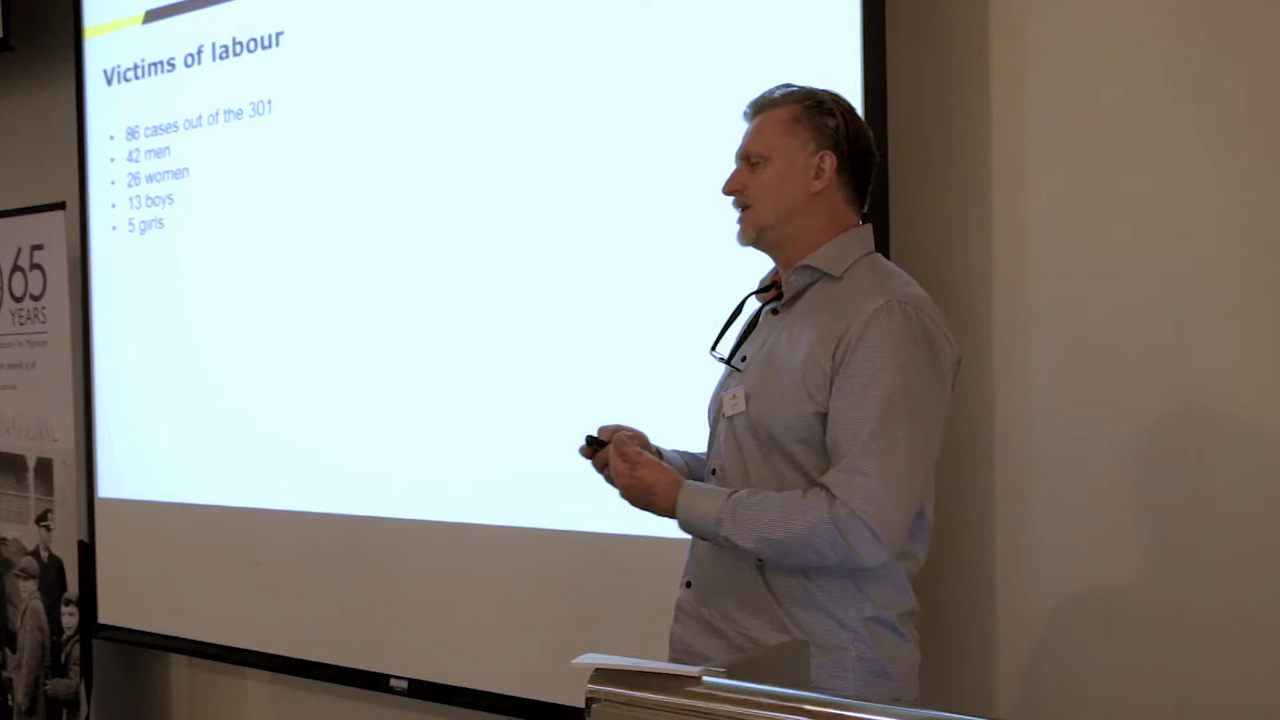 Victims of labour
• 86 cases out of the 301
• 42 men
• 26 women
• 13 boys
• 5 girls
65
YEARS